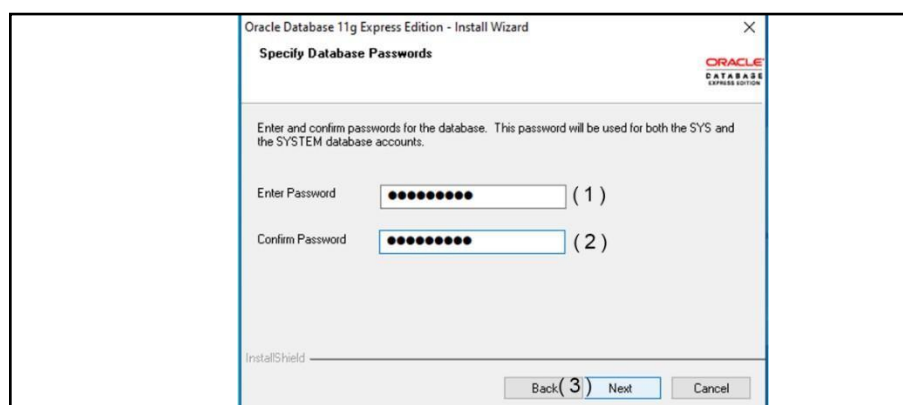 Oracle Database 11g Express Edition - Install Wizard
Specify Database Passwords
ORACLE
DATABASE
EXPRESS EDITION
Enter and confirm passwords for the database. This password will be used for both the SYS and
the SYSTEM database accounts.
Enter Password ●●●●●●●●● (1)
Confirm Password ●●●●●●●●● (2)
InstallShield
Back (3) Next Cancel